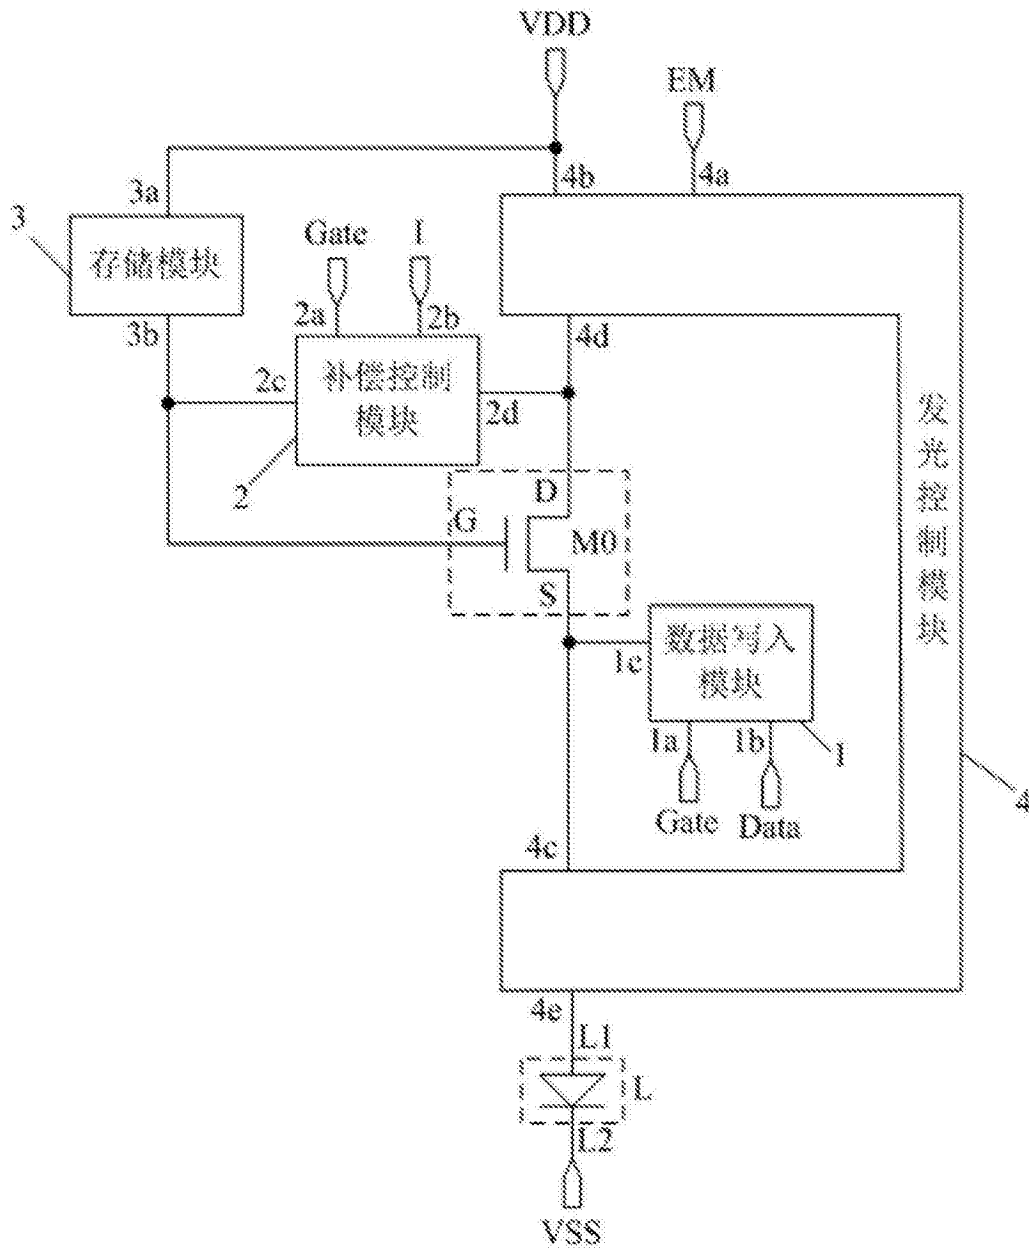 VDD
EM
4b
4a
3a
3
存储模块
3b
Gate
I
2a
2b
4d
2c
补偿控制
模块
2d
2
D
G
M0
S
发光控制模块
1c
数据写入
模块
1a
1b
1
Gate
Data
4
4c
4e
L1
L
L2
VSS